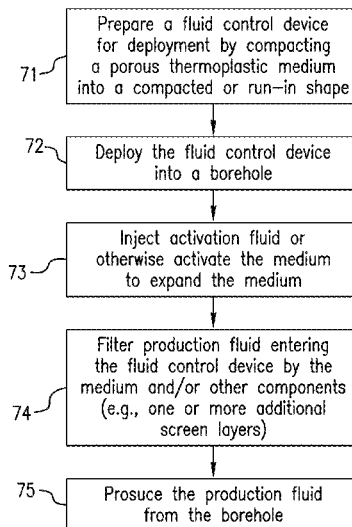 Prepare a fluid control device
for deployment by compacting
a porous thermoplastic medium
into a compacted or run-in shape
71
Deploy the fluid control device
into a borehole
72
Inject activation fluid or
otherwise activate the medium
to expand the medium
73
Filter production fluid entering
the fluid control device by the
medium and/or other components
(e.g., one or more additional
screen layers)
74
Prosuce the production fluid
from the borehole
75